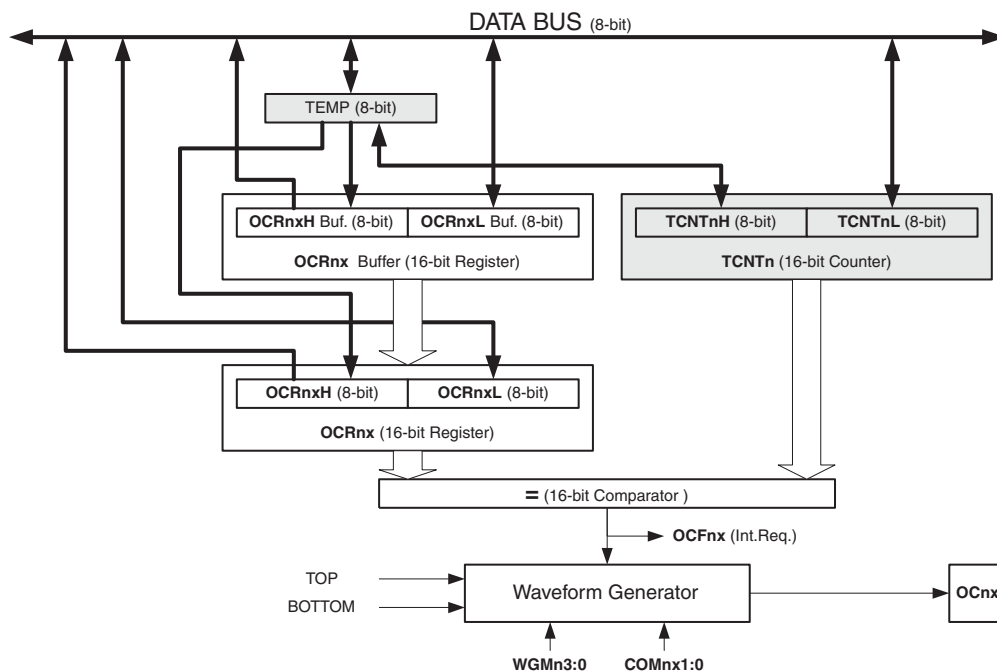 DATA BUS (8-bit)
TEMP (8-bit)
OCRnxH Buf. (8-bit) OCRnxL Buf. (8-bit)
OCRnx Buffer (16-bit Register)
TCNTnH (8-bit) TCNTnL (8-bit)
TCNTn (16-bit Counter)
OCRnxH (8-bit) OCRnxL (8-bit)
OCRnx (16-bit Register)
= (16-bit Comparator )
OCFnx (Int.Req.)
TOP
BOTTOM
Waveform Generator
OCnx
WGMn3:0 COMnx1:0